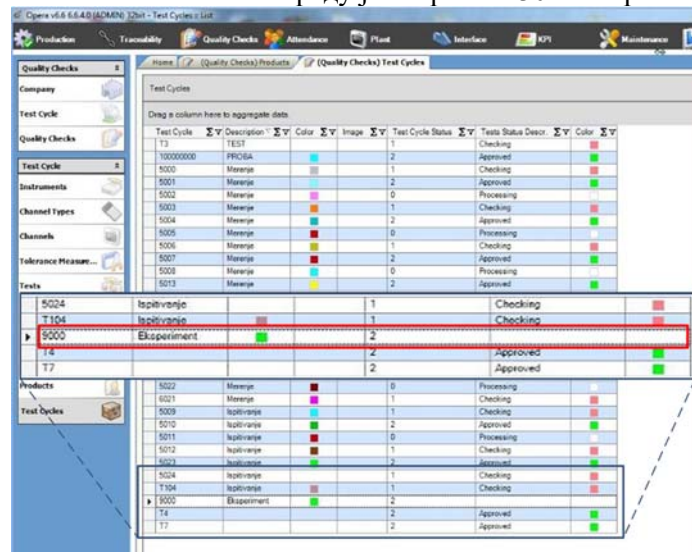 Opera v6.6 6.6.4.0 (ADMIN) 32bit - Test Cycles :: List
Production Traceability Quality Checks Attendance Plant Interface KPI Maintenance
Quality Checks
Company
Test Cycle
Quality Checks
Test Cycle
Instruments
Channel Types
Channels
Tolerance Measure...
Tests
Products
Test Cycles
Home (Quality Checks) Products (Quality Checks) Test Cycles
Test Cycles
Drag a column here to aggregate data.
Test Cycle Σ Description Σ Color Σ Image Σ Test Cycle Status Σ Tests Status Descr. Σ Color Σ
T3 TEST 1 Checking
100000000 PROBA 2 Approved
5000 Merenje 1 Checking
5001 Merenje 2 Approved
5002 Merenje 0 Processing
5003 Merenje 1 Checking
5004 Merenje 2 Approved
5005 Merenje 0 Processing
5006 Merenje 1 Checking
5007 Merenje 2 Approved
5008 Merenje 0 Processing
5013 Merenje 2 Approved
5024 Ispitivanje 1 Checking
T104 Ispitivanje 1 Checking
9000 Eksperiment 2
T4 2 Approved
T7 2 Approved
5022 Merenje 0 Processing
6021 Merenje 1 Checking
5009 Ispitivanje 1 Checking
5010 Ispitivanje 2 Approved
5011 Ispitivanje 0 Processing
5012 Ispitivanje 1 Checking
5023 Ispitivanje 2 Approved
5024 Ispitivanje 1 Checking
T104 Ispitivanje 1 Checking
9000 Eksperiment 2
T4 2 Approved
T7 2 Approved